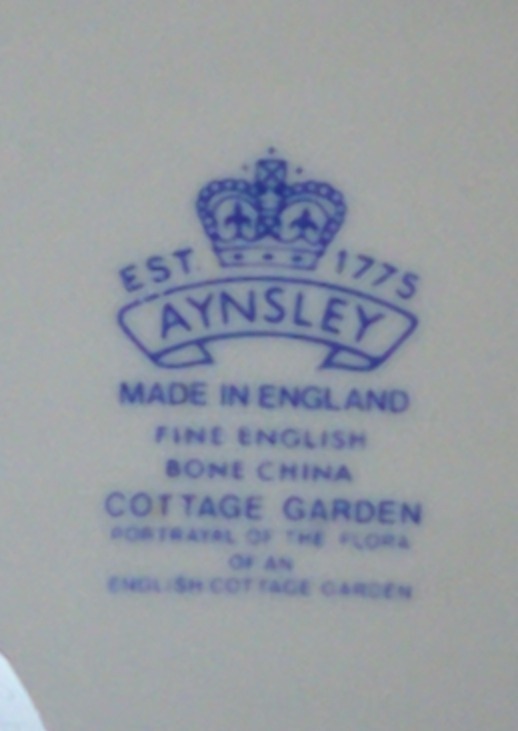 EST. 1775
AYNSLEY
MADE IN ENGLAND
FINE ENGLISH
BONE CHINA
COTTAGE GARDEN
PORTRAYAL OF THE FLORA
OF AN
ENGLISH COTTAGE GARDEN